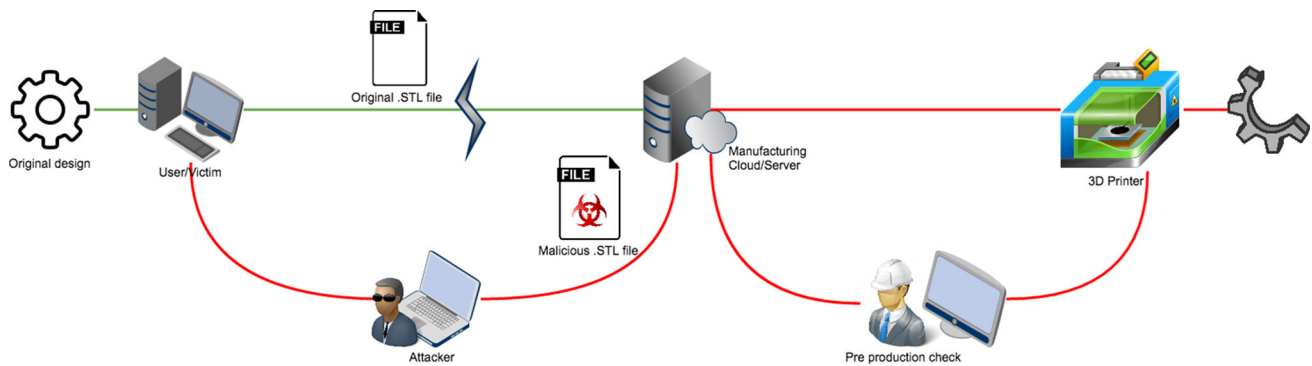 FILE
Original .STL file
Original design
User/Victim
Manufacturing
Cloud/Server
3D Printer
FILE
Malicious .STL file
Attacker
Pre production check